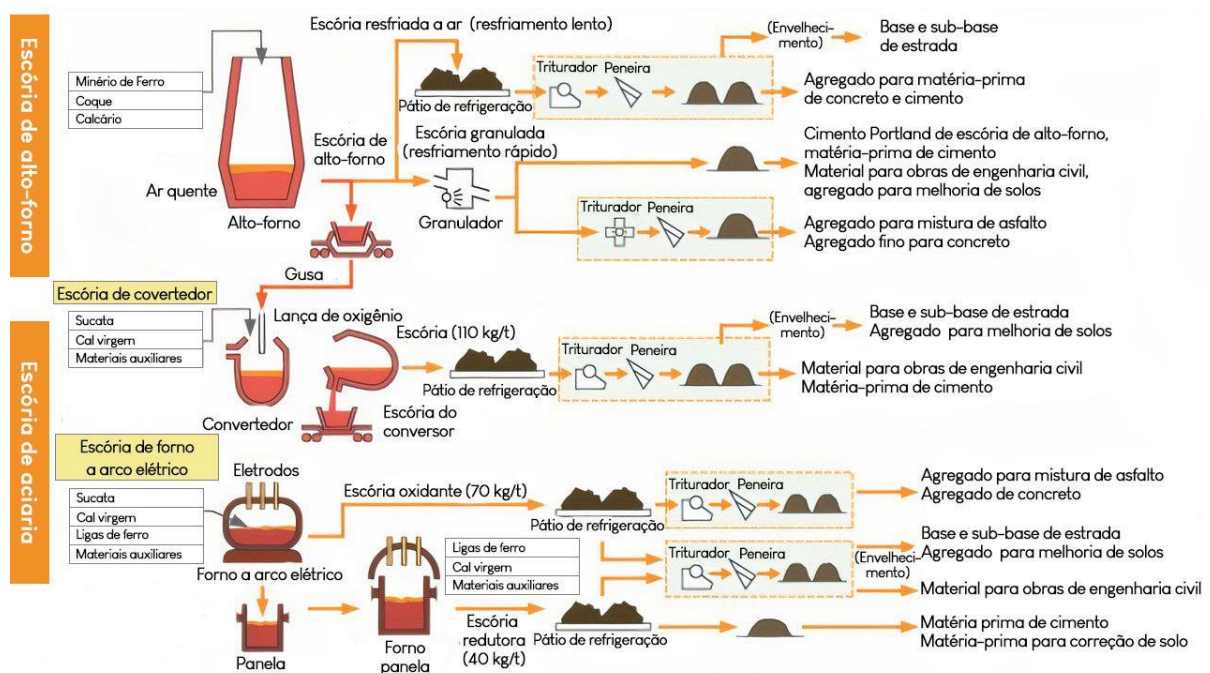 Escória de alto-forno
Escória resfriada a ar (resfriamento lento)
Minério de Ferro
Coque
Calcário
Ar quente
Alto-forno
Escória de
alto-forno
Pátio de refrigeração
Triturador
Peneira
(Envelheci-
mento)
Base e sub-base
de estrada
Agregado para matéria-prima
de concreto e cimento
Escória granulada
(resfriamento rápido)
Granulador
Cimento Portland de escória de alto-forno,
matéria-prima de cimento
Material para obras de engenharia civil,
agregado para melhoria de solos
Triturador
Peneira
Agregado para mistura de asfalto
Agregado fino para concreto
Gusa
Escória de aciaria
Escória de covertedor
Sucata
Cal virgem
Materiais auxiliares
Lança de oxigênio
Convertedor
Escória do
conversor
Escória (110 kg/t)
Pátio de refrigeração
Triturador
Peneira
(Envelheci-
mento)
Base e sub-base de estrada
Agregado para melhoria de solos
Material para obras de engenharia civil
Matéria-prima de cimento
Escória de forno
a arco elétrico
Eletrodos
Sucata
Cal virgem
Ligas de ferro
Materiais auxiliares
Forno a arco elétrico
Panela
Escória oxidante (70 kg/t)
Pátio de refrigeração
Triturador
Peneira
Agregado para mistura de asfalto
Agregado de concreto
Ligas de ferro
Cal virgem
Materiais auxiliares
Forno
panela
Escória
redutora
(40 kg/t)
Pátio de refrigeração
Triturador
Peneira
(Envelheci-
mento)
Base e sub-base de estrada
Agregado para melhoria de solos
Material para obras de engenharia civil
Matéria prima de cimento
Matéria-prima para correção de solo